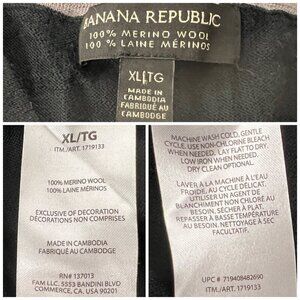 BANANA REPUBLIC
100% MERINO WOOL
100 % LAINE MÉRINOS
XL|TG
MADE IN
CAMBODIA
FABRIQUÉ AU
CAMBODGE
XL/TG
ITM./ART. 1719133
100% MERINO WOOL
100% LAINE MÉRINOS
EXCLUSIVE OF DECORATION
DÉCORATIONS NON COMPRISES
MADE IN CAMBODIA
FABRIQUÉ AU CAMBODGE
RN# 137013
FAM LLC. 5553 BANDINI BLVD
COMMERCE, CA. USA 90201
ITM./ART. 1719133
MACHINE WASH COLD, GENTLE
CYCLE. USE NON-CHLORINE BLEACH
WHEN NEEDED. LAY FLAT TO DRY.
LOW IRON WHEN NEEDED.
DRY CLEAN OPTIONAL.
LAVER À LA MACHINE À L'EAU
FROIDE, AU CYCLE DÉLICAT.
UTILISER UN AGENT DE
BLANCHIMENT NON CHLORÉ AU
BESOIN, SÉCHER À PLAT.
REPASSER À BASSE TEMPÉRATURE
AU BESOIN. NETTOYAGE À SEC
FACULTATIF.
UPC # 719408482690